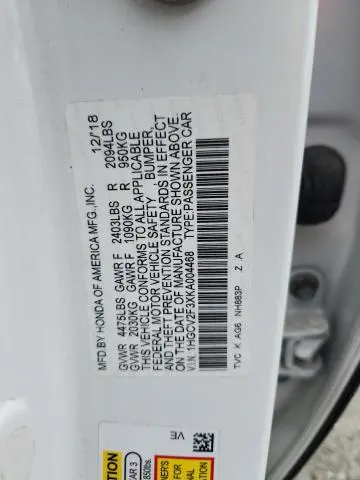 MFD. BY HONDA OF AMERICA MFG.,INC. 12/18
GVWR 4475LBS GAWR F 2403LBS R 2094LBS
GVWR 2030KG GAWR F 1090KG R 950KG
THIS VEHICLE CONFORMS TO ALL APPLICABLE
FEDERAL MOTOR VEHICLE SAFETY , BUMPER,
AND THEFT PREVENTION STANDARDS IN EFFECT
ON THE DATE OF MANUFACTURE SHOWN ABOVE.
V.I.N.:1HGCV2F3XKA004468 TYPE:PASSENGER CAR
TVC K AG6 NH883P Z A
VE